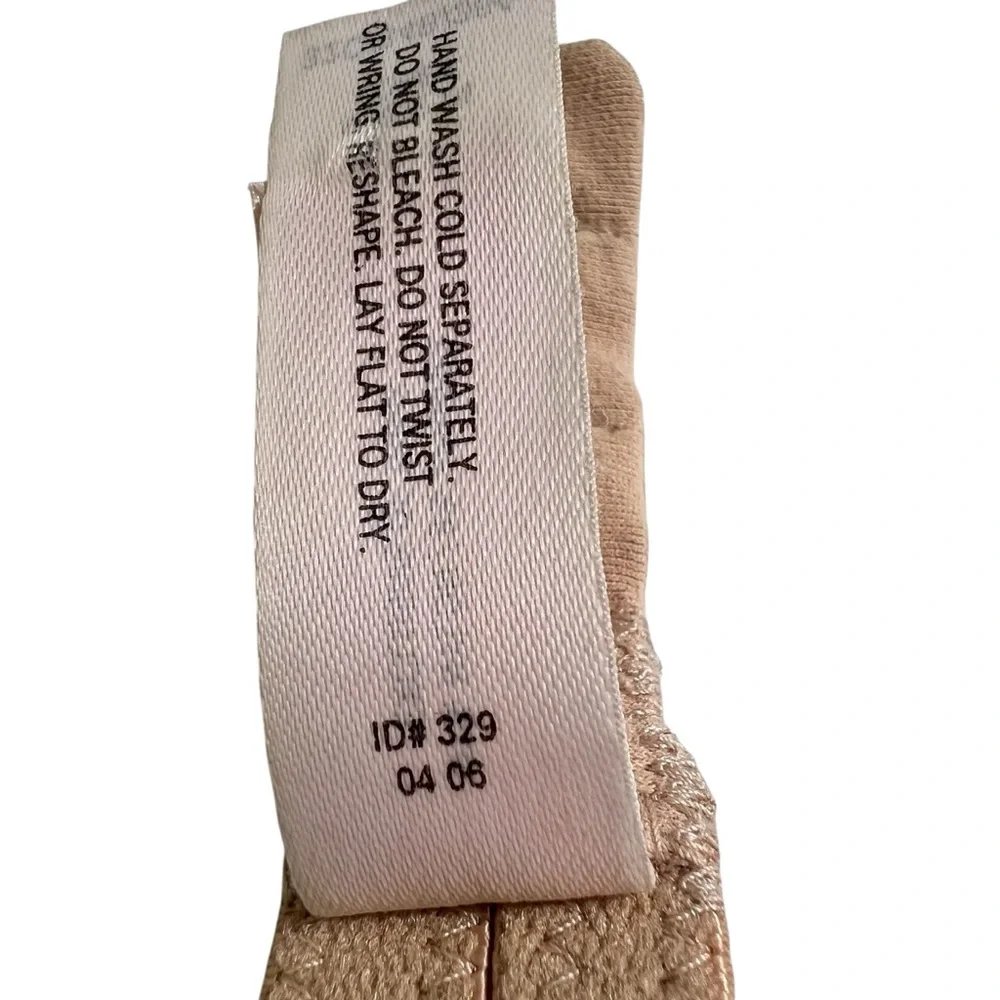 HAND WASH COLD SEPARATELY.
DO NOT BLEACH. DO NOT TWIST
OR WRING. RESHAPE. LAY FLAT TO DRY.
ID# 329
04 06